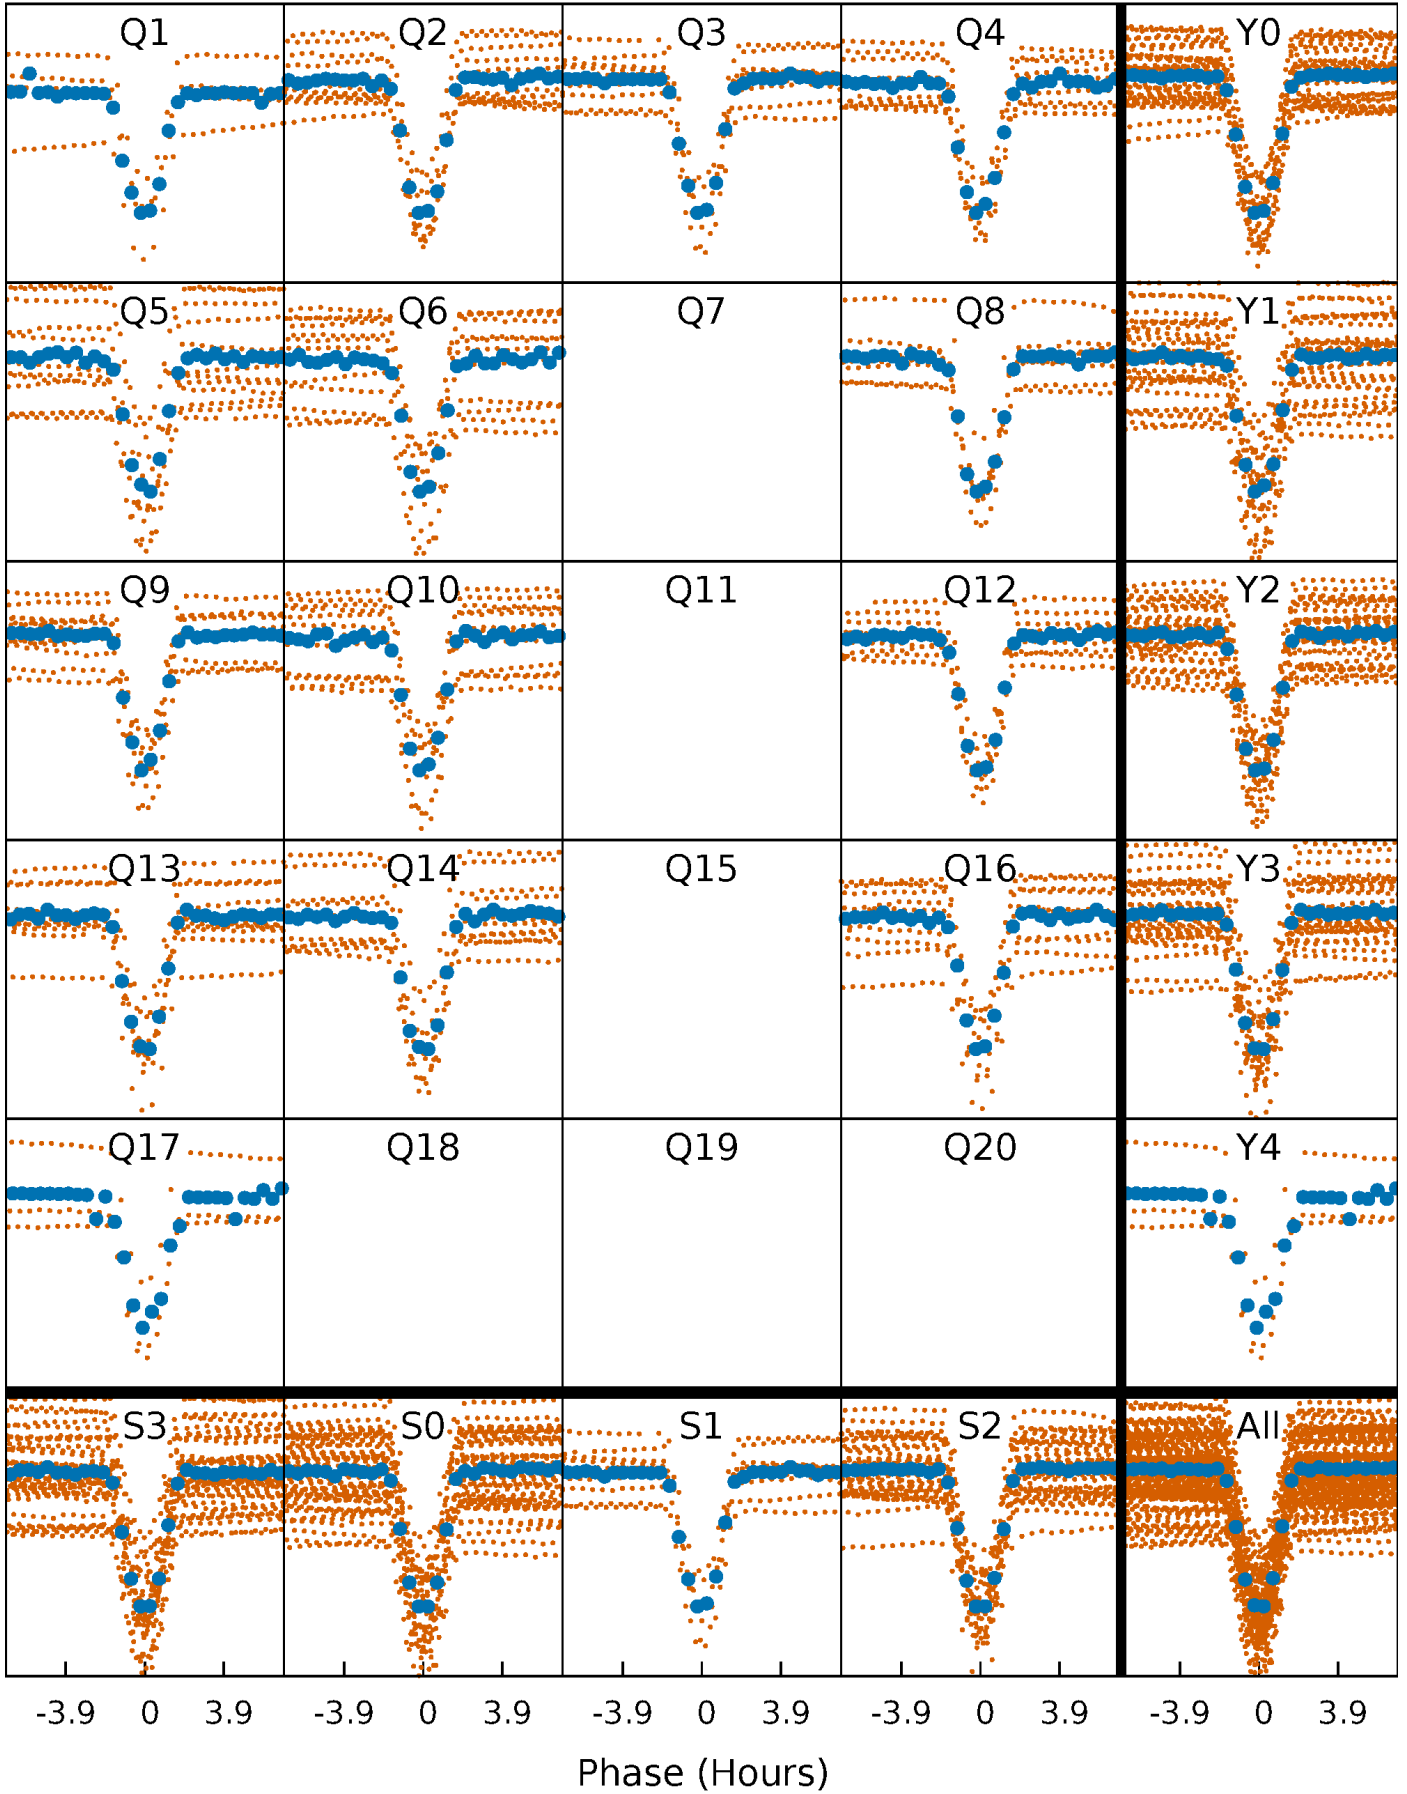 Q1 Q2 Q3 Q4 Y0
Q5 Q6 Q7 Q8 Y1
Q9 Q10 Q11 Q12 Y2
Q13 Q14 Q15 Q16 Y3
Q17 Q18 Q19 Q20 Y4
S3 S0 S1 S2 All
-3.9 0 3.9 -3.9 0 3.9 -3.9 0 3.9 -3.9 0 3.9 -3.9 0 3.9
Phase (Hours)